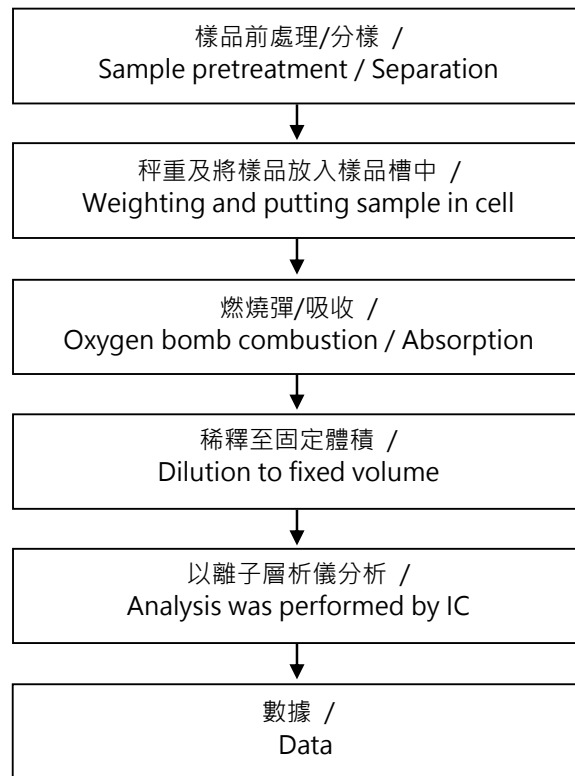 樣品前處理/分樣 /
Sample pretreatment / Separation
秤重及將樣品放入樣品槽中 /
Weighting and putting sample in cell
燃燒彈/吸收 /
Oxygen bomb combustion / Absorption
稀釋至固定體積 /
Dilution to fixed volume
以離子層析儀分析 /
Analysis was performed by IC
數據 /
Data